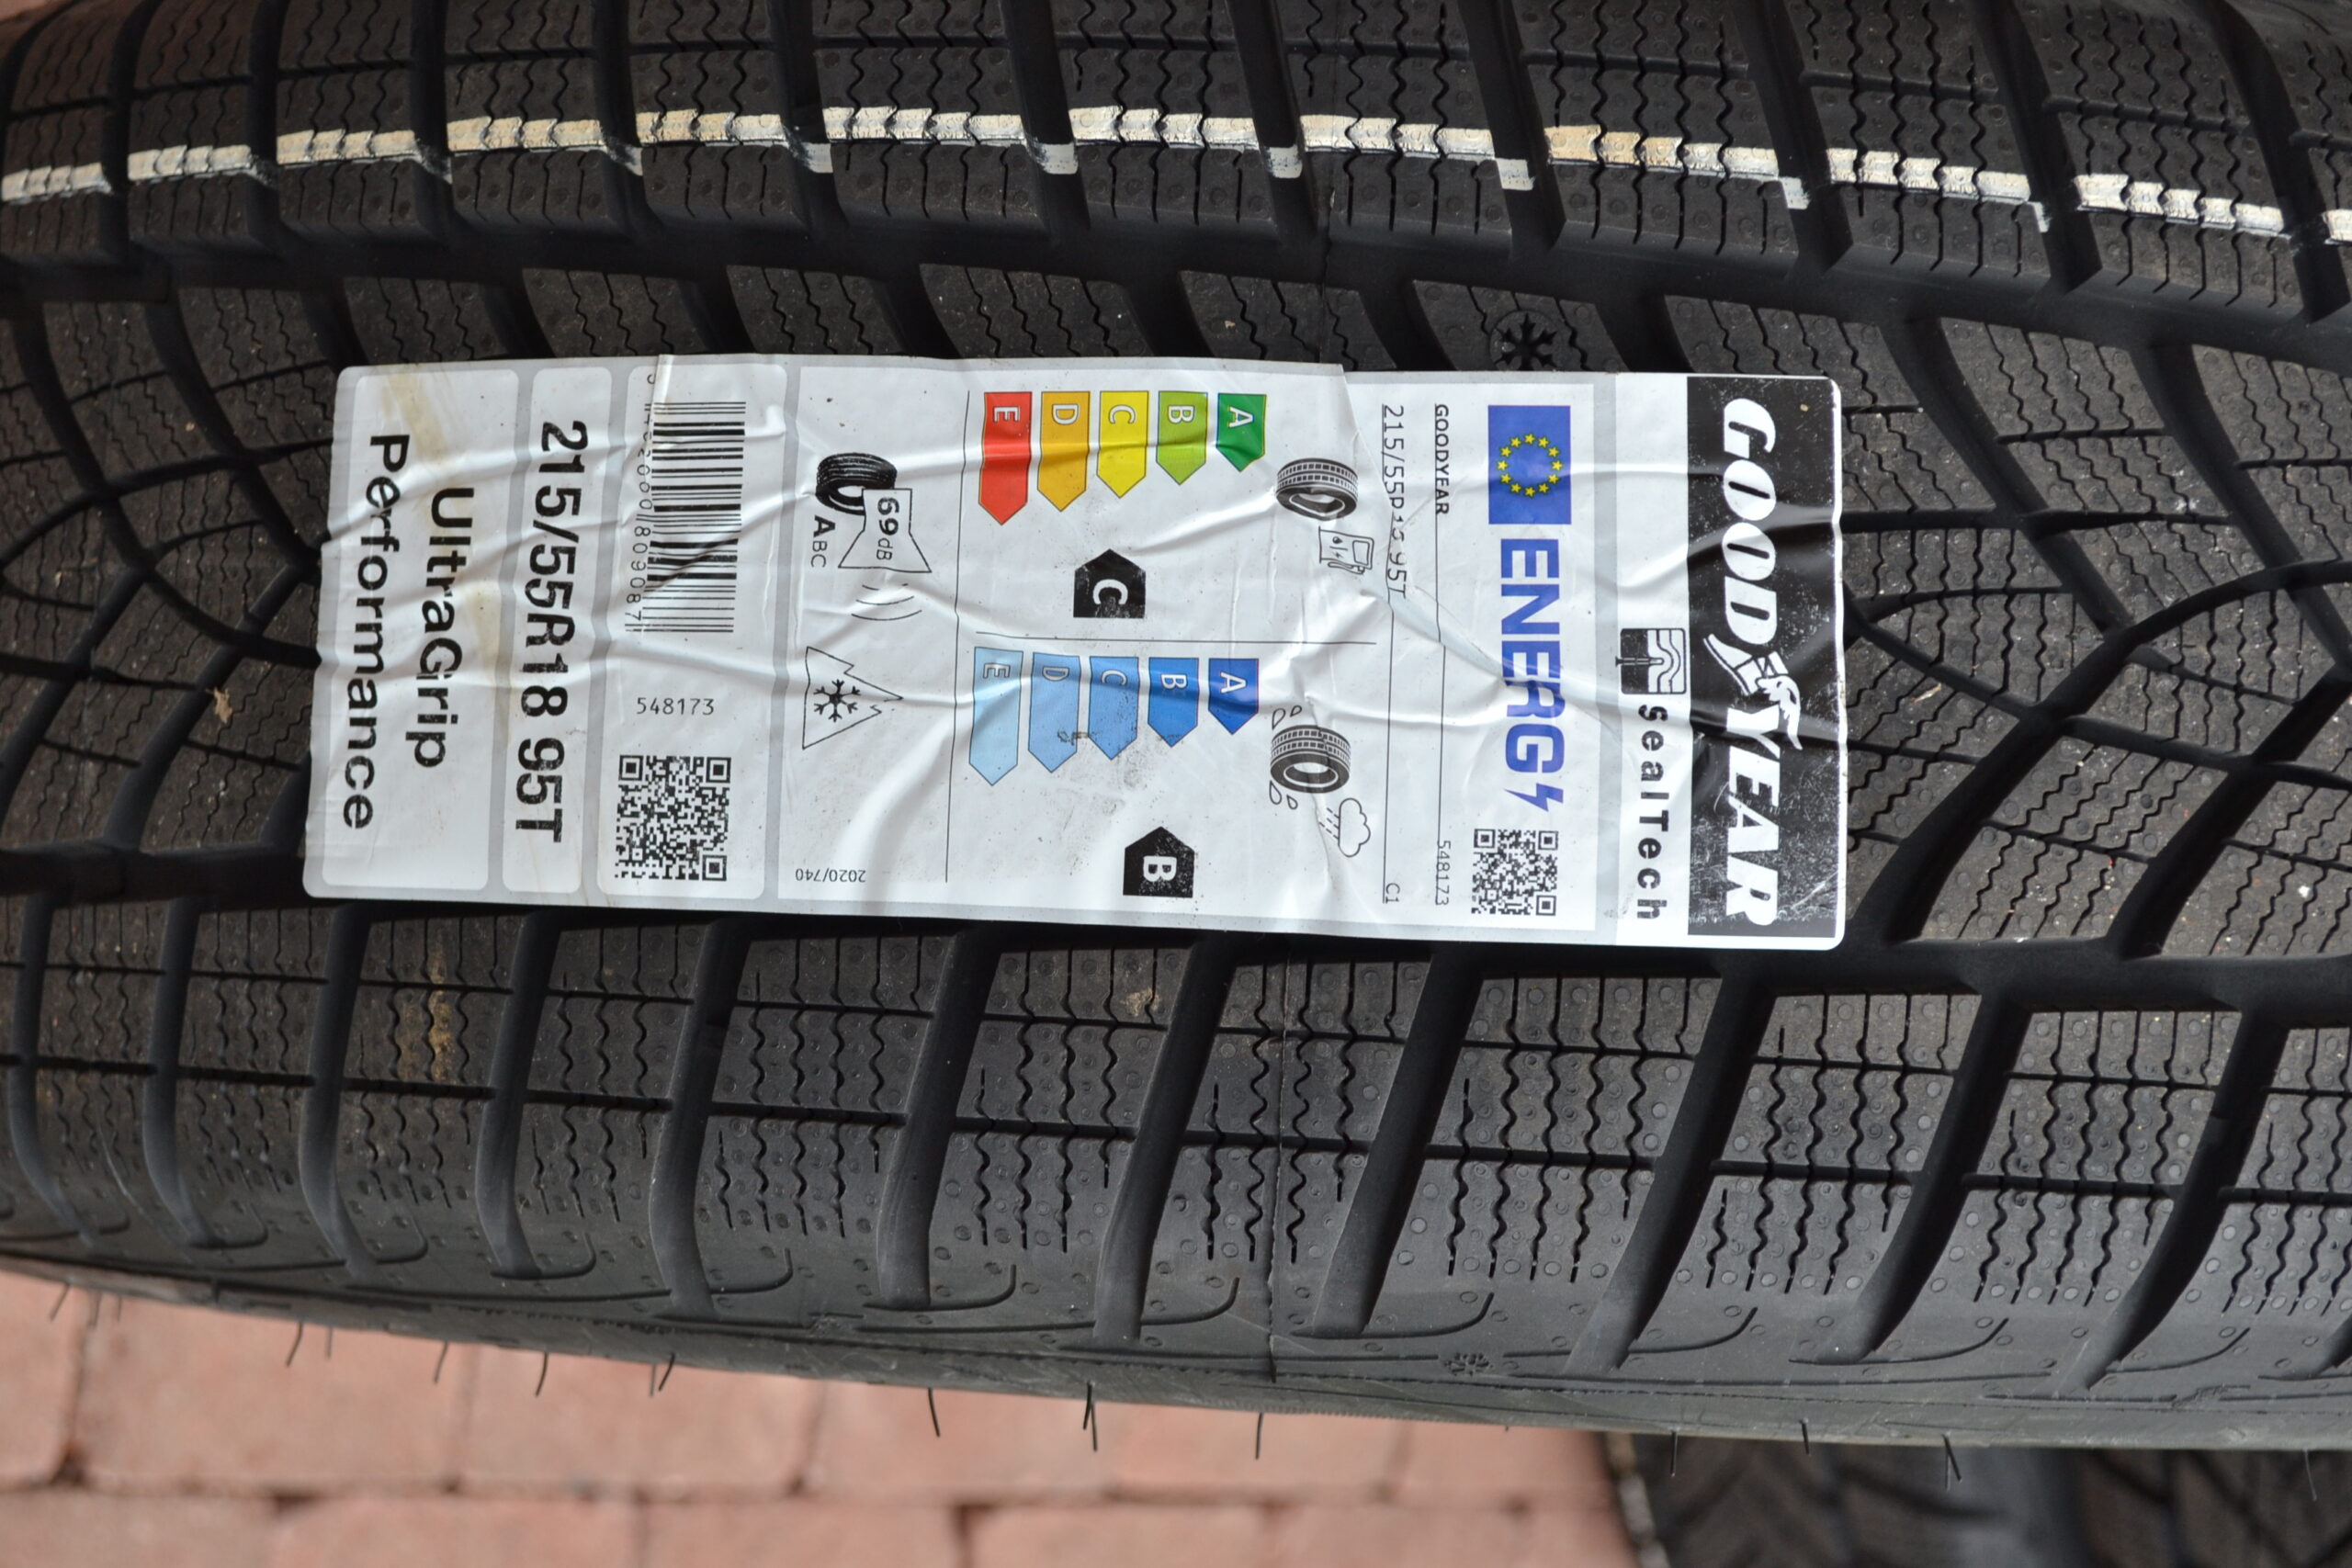 GOODYEAR
SealTech
ENERG
GOODYEAR 548173
215/55R18 95T C1
A A
B B
C C
D D
E E
C
B
69dB
ABC
2020/740
548173
215/55R18 95T
UltraGrip
Performance